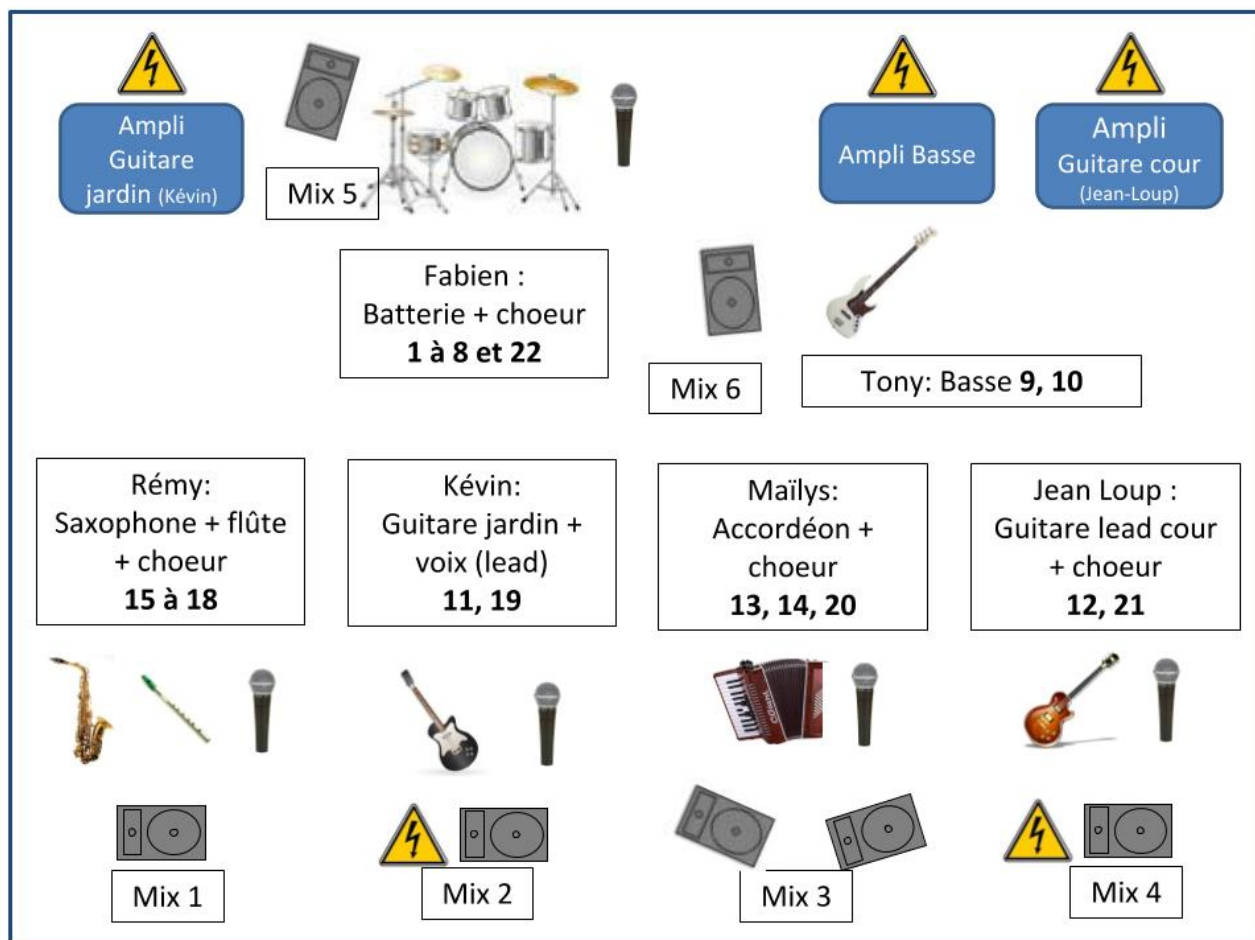 Ampli
Guitare
jardin (Kévin)
Mix 5
Ampli Basse
Ampli
Guitare cour
(Jean-Loup)
Fabien :
Batterie + choeur
1 à 8 et 22
Mix 6
Tony: Basse 9, 10
Rémy:
Saxophone + flûte
+ choeur
15 à 18
Kévin:
Guitare jardin +
voix (lead)
11, 19
Maïlys:
Accordéon +
choeur
13, 14, 20
Jean Loup :
Guitare lead cour
+ choeur
12, 21
Mix 1
Mix 2
Mix 3
Mix 4